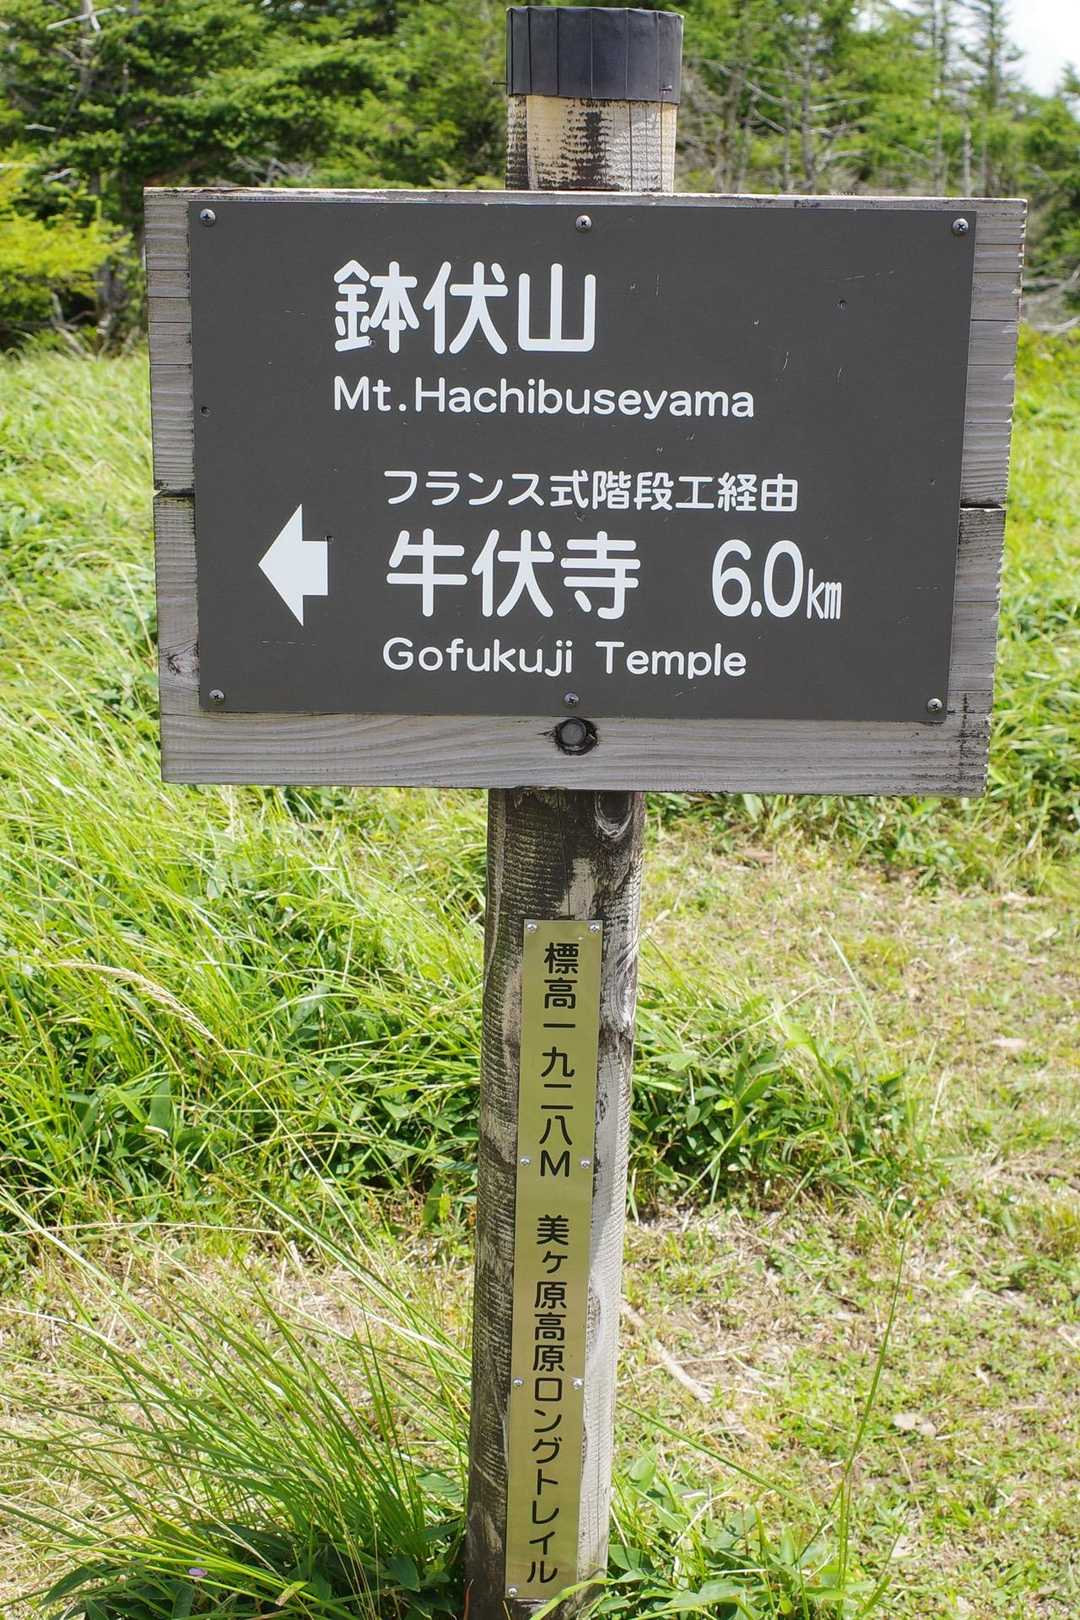 鉢伏山
Mt.Hachibuseyama
フランス式階段工経由
牛伏寺 6.0km
Gofukuji Temple
標高一九二八M 美ヶ原高原ロングトレイル